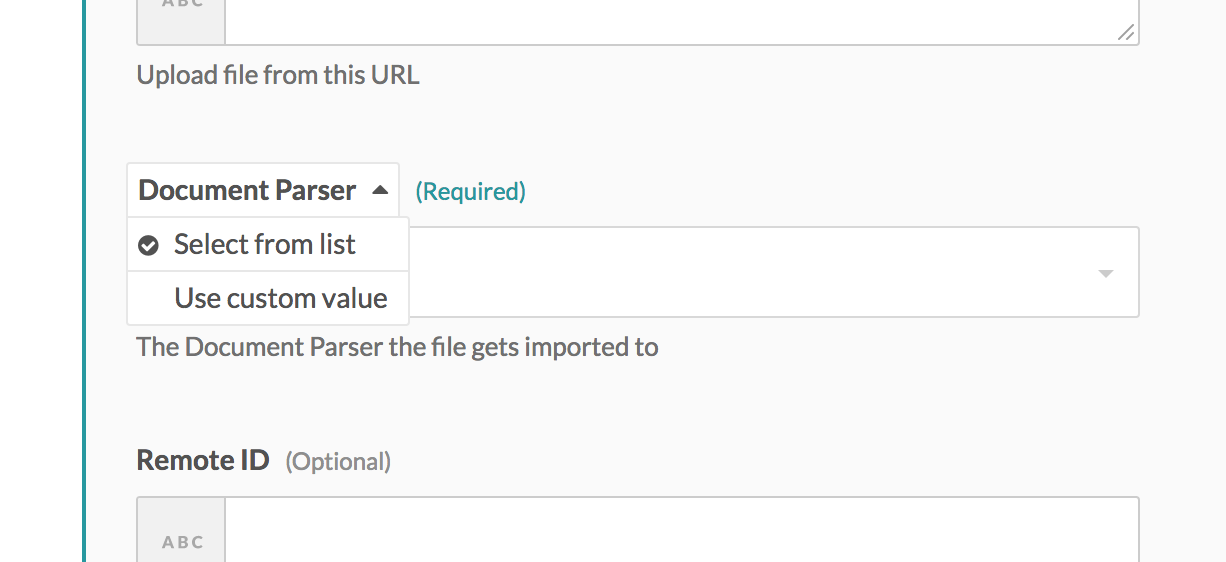 ABC
Upload file from this URL
Document Parser (Required)
Select from list
Use custom value
The Document Parser the file gets imported to
Remote ID (Optional)
ABC